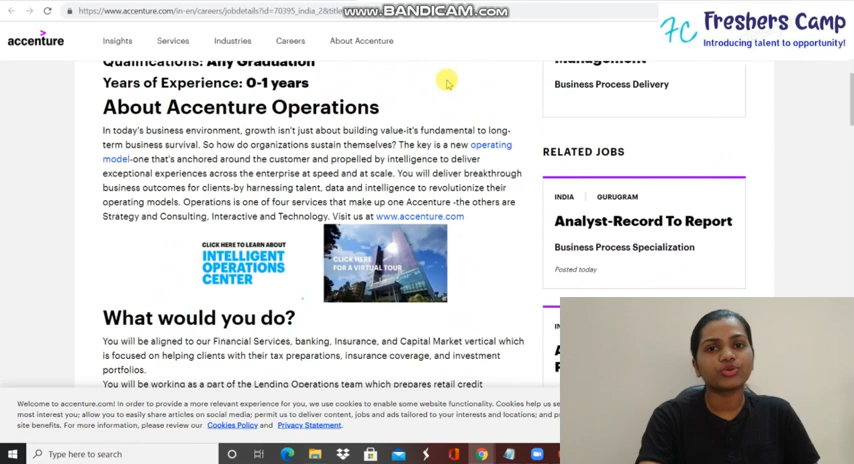 https://www.accenture.com/in-en/careers/jobdetails?id=70395_india_2&title
WWW.BANDICAM.COM
FC Freshers Camp
Introducing talent to opportunity!
accenture
Insights
Services
Industries
Careers
About Accenture
Qualifications: Any Graduation
Years of Experience: 0-1 years
About Accenture Operations
In today's business environment, growth isn't just about building value-it's fundamental to long-
term business survival. So how do organizations sustain themselves? The key is a new operating
model-one that's anchored around the customer and propelled by intelligence to deliver
exceptional experiences across the enterprise at speed and at scale. You will deliver breakthrough
business outcomes for clients-by harnessing talent, data and intelligence to revolutionize their
operating models. Operations is one of four services that make up one Accenture -the others are
Strategy and Consulting, Interactive and Technology. Visit us at www.accenture.com
CLICK HERE TO LEARN ABOUT
INTELLIGENT
OPERATIONS
CENTER
CLICK HERE
FOR A VIRTUAL TOUR
What would you do?
You will be aligned to our Financial Services, banking, Insurance, and Capital Market vertical which
is focused on helping clients with their tax preparations, insurance coverage, and investment
portfolios.
You will be working as a part of the Lending Operations team which prepares retail credit
Management
Business Process Delivery
RELATED JOBS
INDIA
GURUGRAM
Analyst-Record To Report
Business Process Specialization
Posted today
Welcome to accenture.com! In order to provide a more relevant experience for you, we use cookies to enable some website functionality. Cookies help us se
most interest you; allow you to easily share articles on social media; permit us to deliver content, jobs and ads tailored to your interests and locations; and p
site benefits. For more information, please review our Cookies Policy and Privacy Statement.
Type here to search